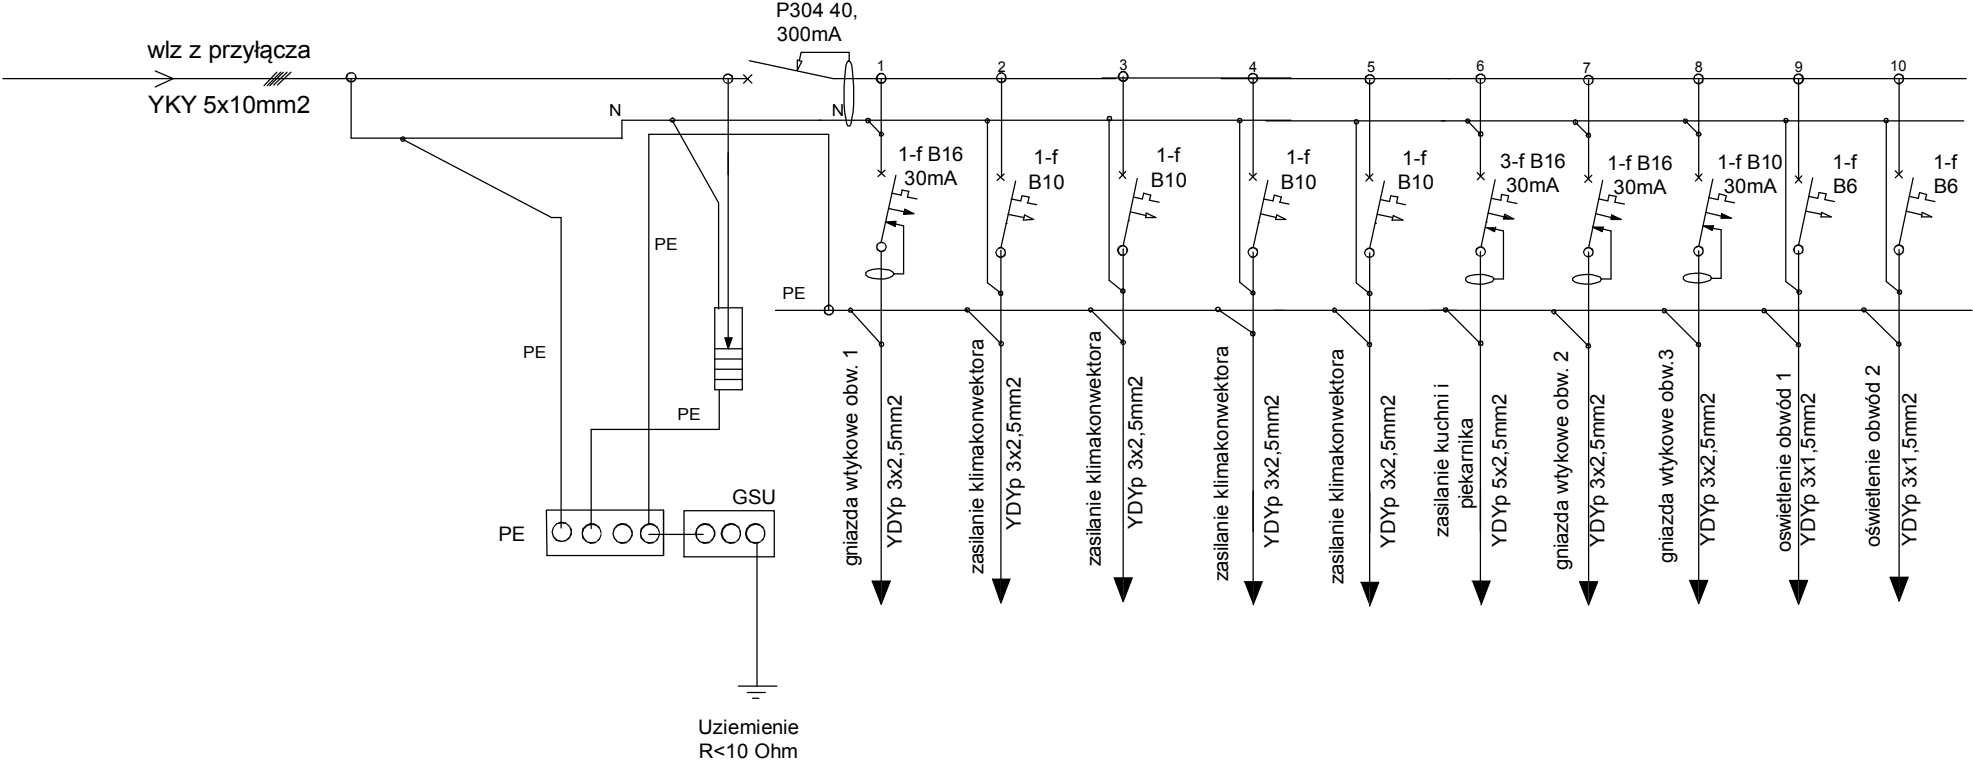 P304 40,
300mA
wlz z przyłącza
YKY 5x10mm2
1
2
3
4
5
6
7
8
9
10
N
N
1-f B16
30mA
1-f
B10
1-f
B10
1-f
B10
1-f
B10
3-f B16
30mA
1-f B16
30mA
1-f B10
30mA
1-f
B6
1-f
B6
PE
PE
PE
PE
gniazda wtykowe obw. 1
YDYp 3x2,5mm2
zasilanie klimakonwektora
YDYp 3x2,5mm2
zasilanie klimakonwektora
YDYp 3x2,5mm2
zasilanie klimakonwektora
YDYp 3x2,5mm2
zasilanie klimakonwektora
YDYp 3x2,5mm2
zasilanie kuchni i
piekarnika
YDYp 5x2,5mm2
gniazda wtykowe obw. 2
YDYp 3x2,5mm2
gniazda wtykowe obw.3
YDYp 3x2,5mm2
oswietlenie obwód 1
YDYp 3x1,5mm2
oświetlenie obwód 2
YDYp 3x1,5mm2
GSU
PE
Uziemienie
R<10 Ohm